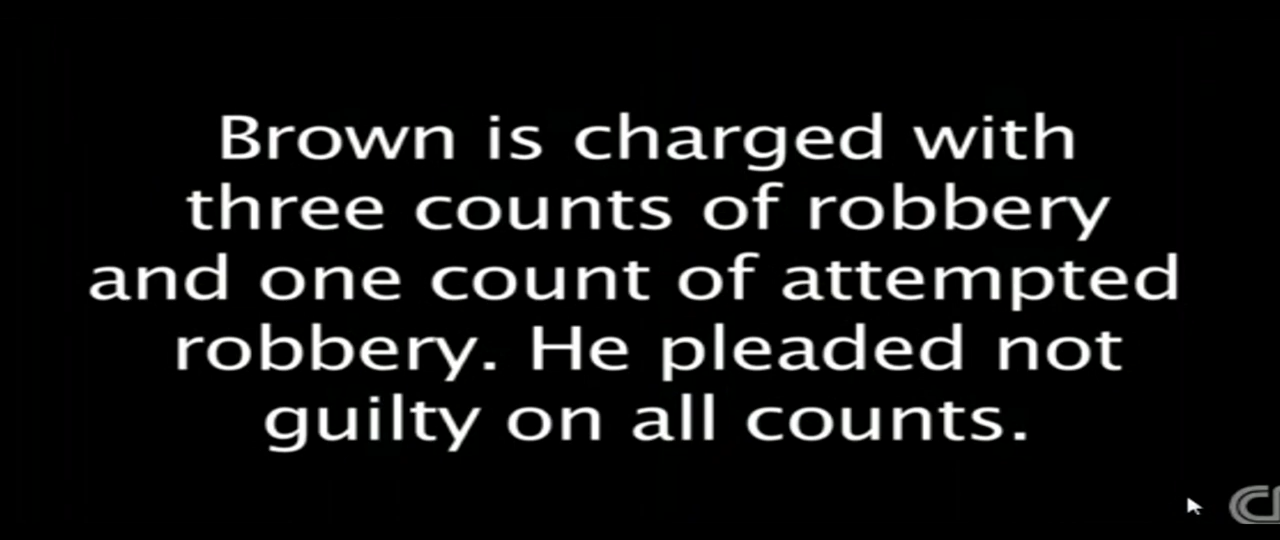 Brown is charged with
three counts of robbery
and one count of attempted
robbery. He pleaded not
guilty on all counts.